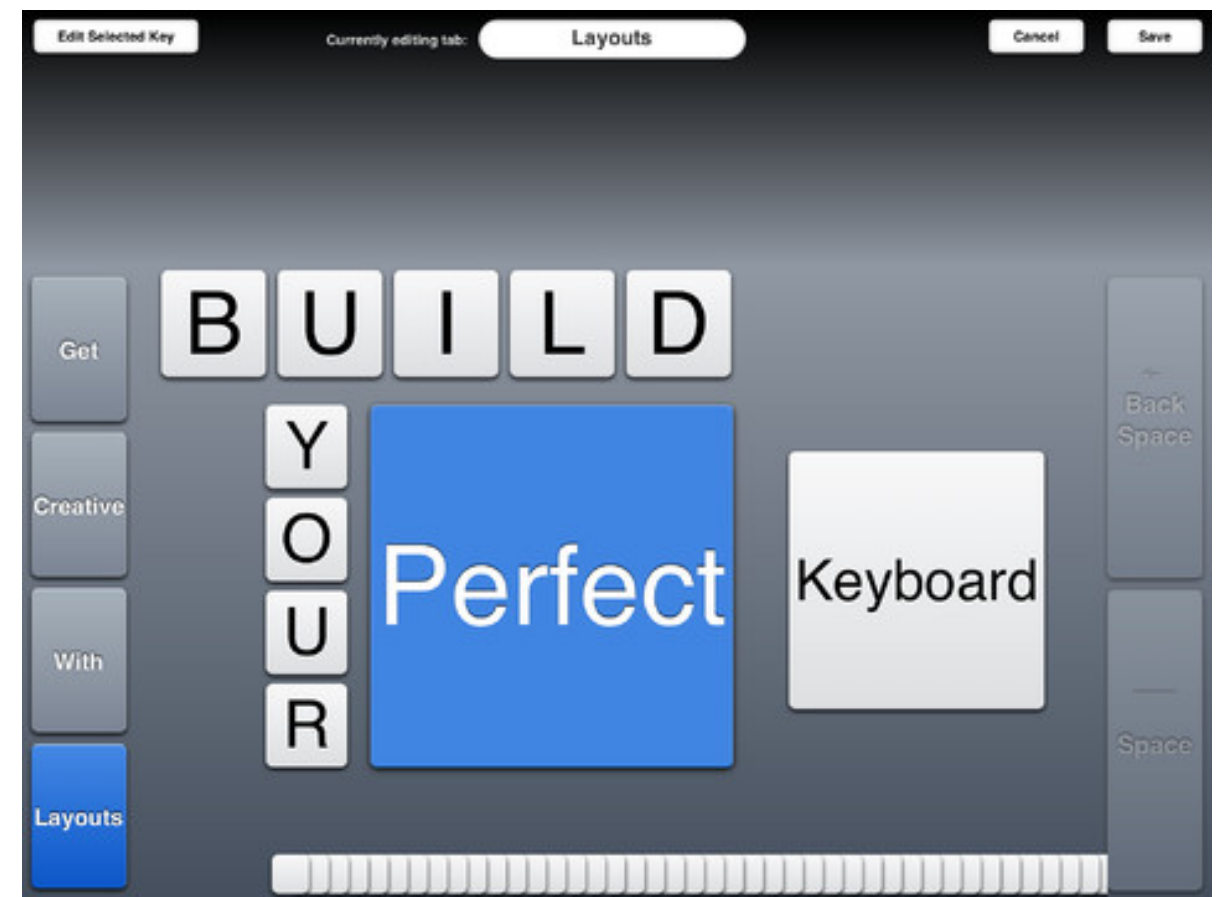 Edit Selected Key
Currently editing tab: Layouts
Cancel
Save
Get
Creative
With
Layouts
B U I L D
Y
O
U
R
Perfect
Keyboard
Back
Space
Space